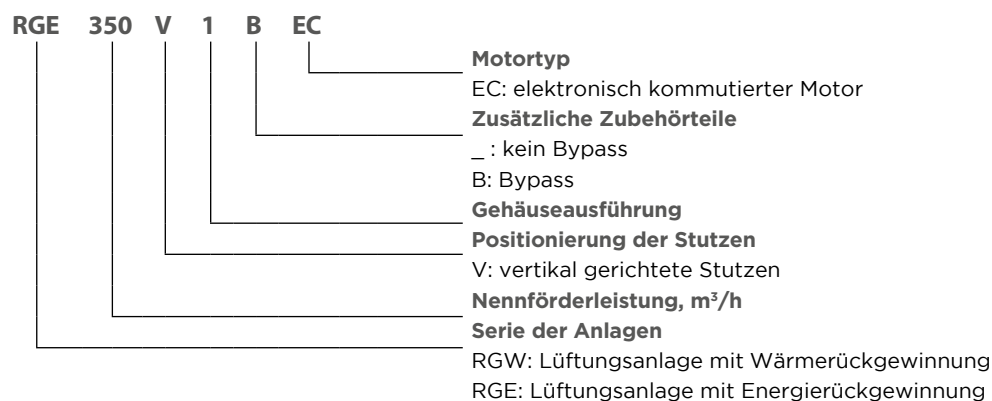 RGE 350 V 1 B EC
Motortyp
EC: elektronisch kommutierter Motor
Zusätzliche Zubehörteile
_ : kein Bypass
B: Bypass
Gehäuseausführung
Positionierung der Stutzen
V: vertikal gerichtete Stutzen
Nennförderleistung, m³/h
Serie der Anlagen
RGW: Lüftungsanlage mit Wärmerückgewinnung
RGE: Lüftungsanlage mit Energierückgewinnung